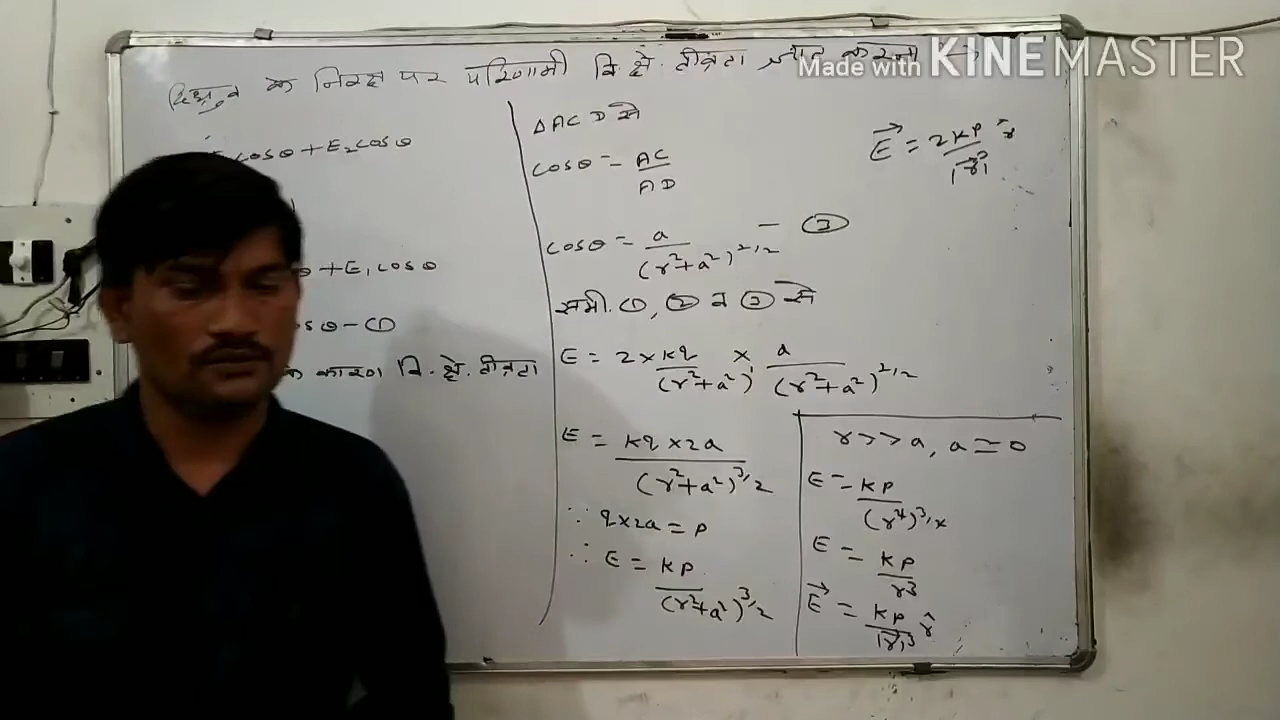 द्विध्रुव के निरक्ष पर परिणामी वि.क्षे. तीव्रता ज्ञात करना →
Made with KINEMASTER
cosθ + E₂cosθ
θ + E₁cosθ
sθ − ①
के कारण वि.क्षे. तीव्रता
ΔACD से
cosθ = AC/AD
cosθ = a/(r²+a²)^1/2 − ③
समी. ①, ② व ③ से
E = 2×kq/(r²+a²) × a/(r²+a²)^1/2
E = kq×2a/(r²+a²)^3/2
∵ q×2a = p
∴ E = kp/(r²+a²)^3/2
E⃗ = 2kp/|r⃗|³ r̂
r>>a, a≃0
E = kp/(r²)^3/2
E = kp/r³
E⃗ = kp/|r⃗|³ r̂